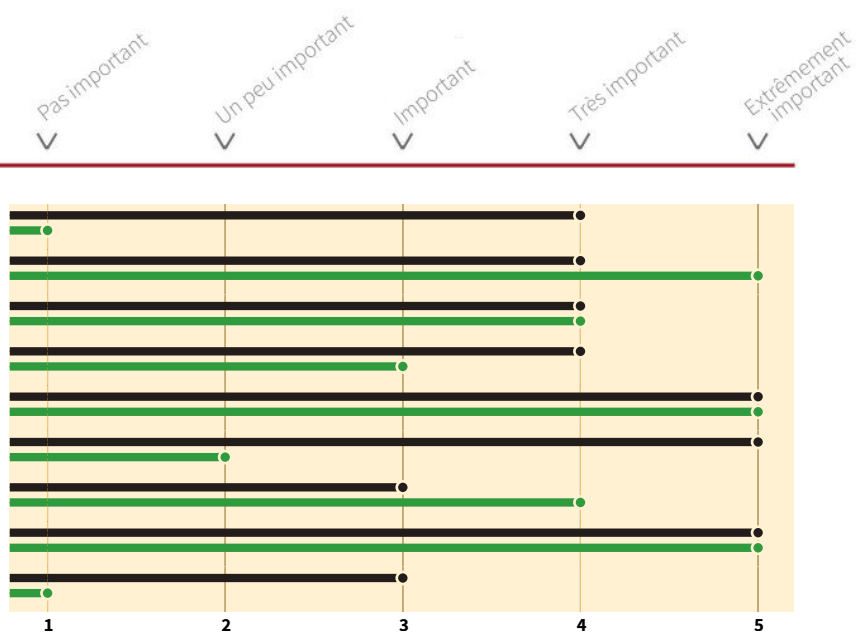 Pas important
Un peu important
Important
Très important
Extrêmement
important
1 2 3 4 5